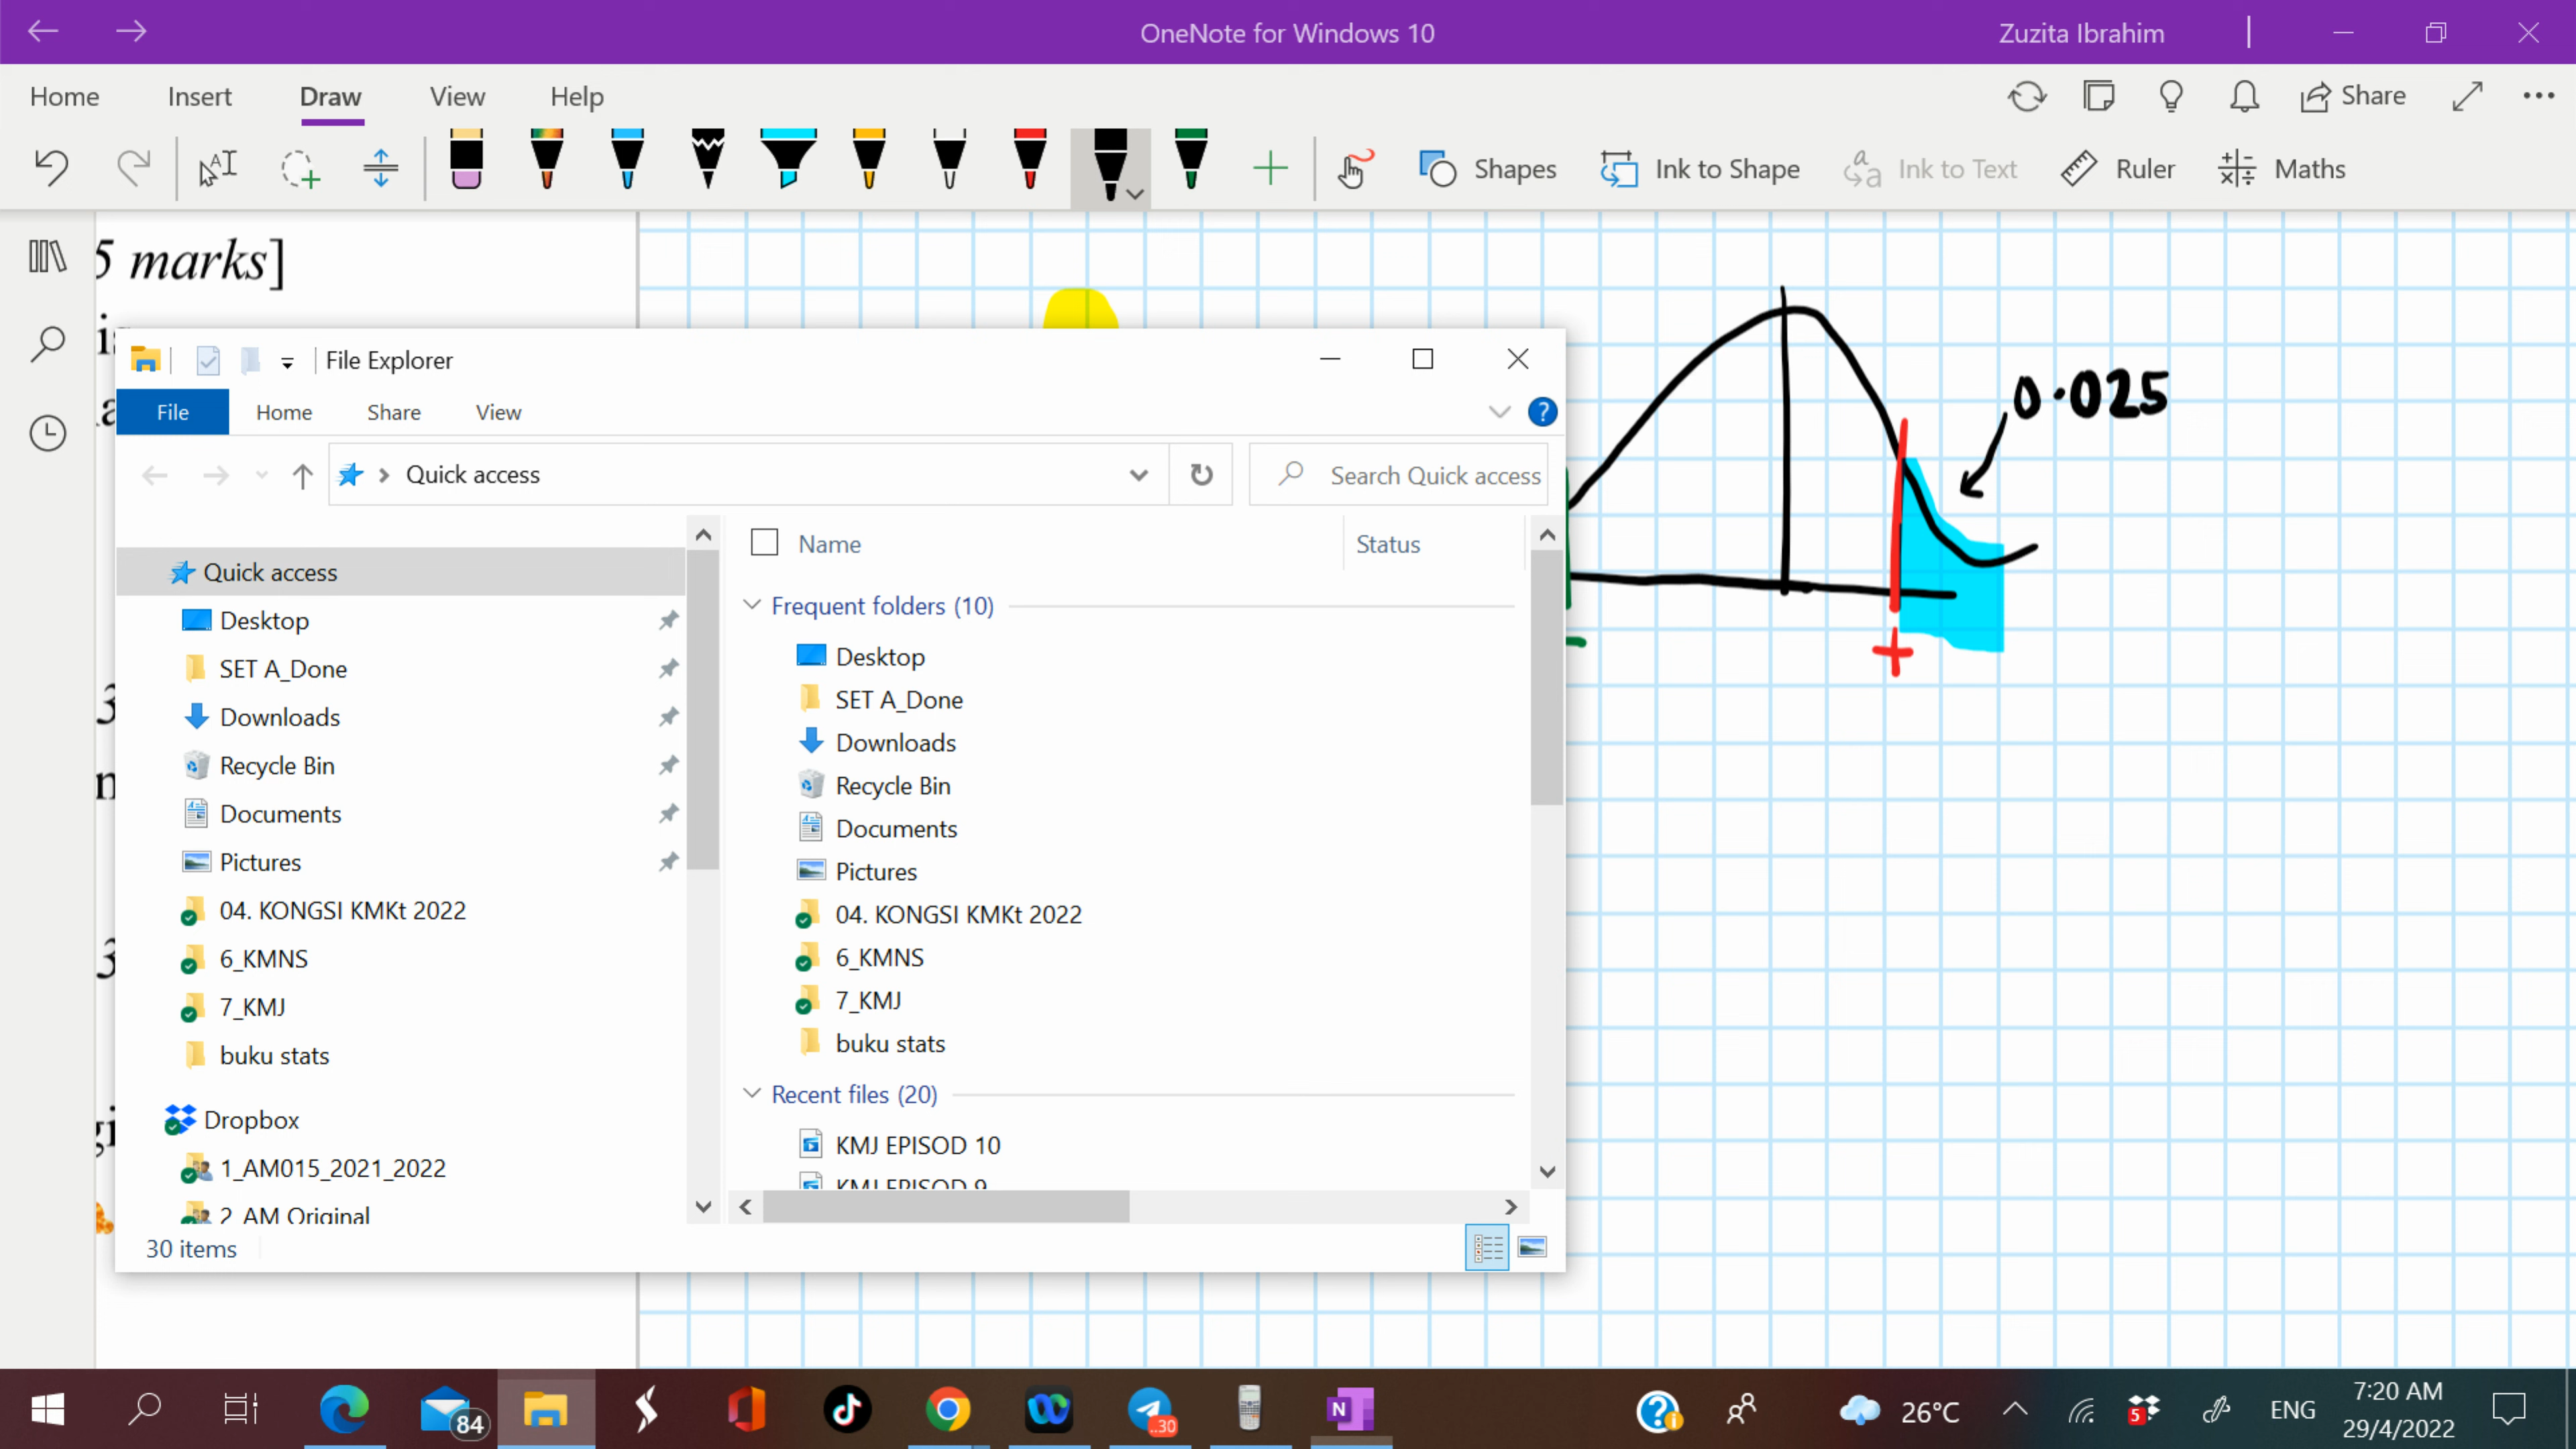 OneNote for Windows 10
Zuzita Ibrahim
Home Insert Draw View Help
Share
Shapes Ink to Shape Ink to Text Ruler Maths
5 marks]
File Explorer
File Home Share View
Quick access
Search Quick access
Quick access
Desktop
SET A_Done
Downloads
Recycle Bin
Documents
Pictures
04. KONGSI KMKt 2022
6_KMNS
7_KMJ
buku stats
Dropbox
1_AM015_2021_2022
2_AM Original
30 items
Name Status
Frequent folders (10)
Desktop
SET A_Done
Downloads
Recycle Bin
Documents
Pictures
04. KONGSI KMKt 2022
6_KMNS
7_KMJ
buku stats
Recent files (20)
KMJ EPISOD 10
KMJ EPISOD 9
0.025
- +
84
30
26°C
5
ENG
7:20 AM
29/4/2022